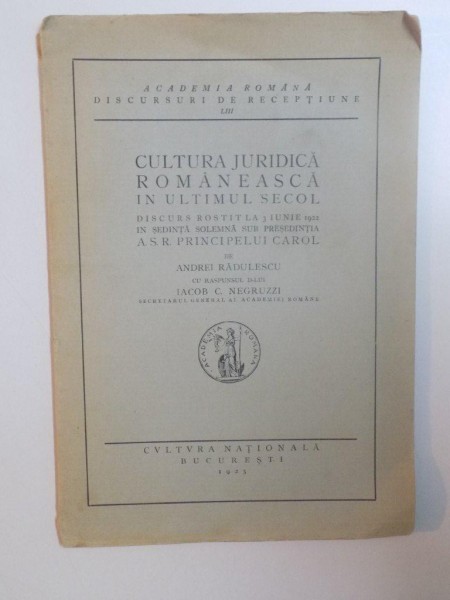 ACADEMIA ROMÂNĂ
DISCURSURI DE RECEPȚIUNE
LIII
CULTURA JURIDICĂ
ROMÂNEASCĂ
IN ULTIMUL SECOL
DISCURS ROSTIT LA 3 IUNIE 1922
IN ȘEDINȚĂ SOLEMNĂ SUB PREȘEDINȚIA
A S. R. PRINCIPELUI CAROL
DE
ANDREI RĂDULESCU
CU RASPUNSUL D-LUI
IACOB C. NEGRUZZI
SECRETARUL GENERAL AL ACADEMIEI ROMÂNE
ACADEMIA ROMÂNĂ
CVLTVRA NAȚIONALĂ
BUCUREȘTI
1923